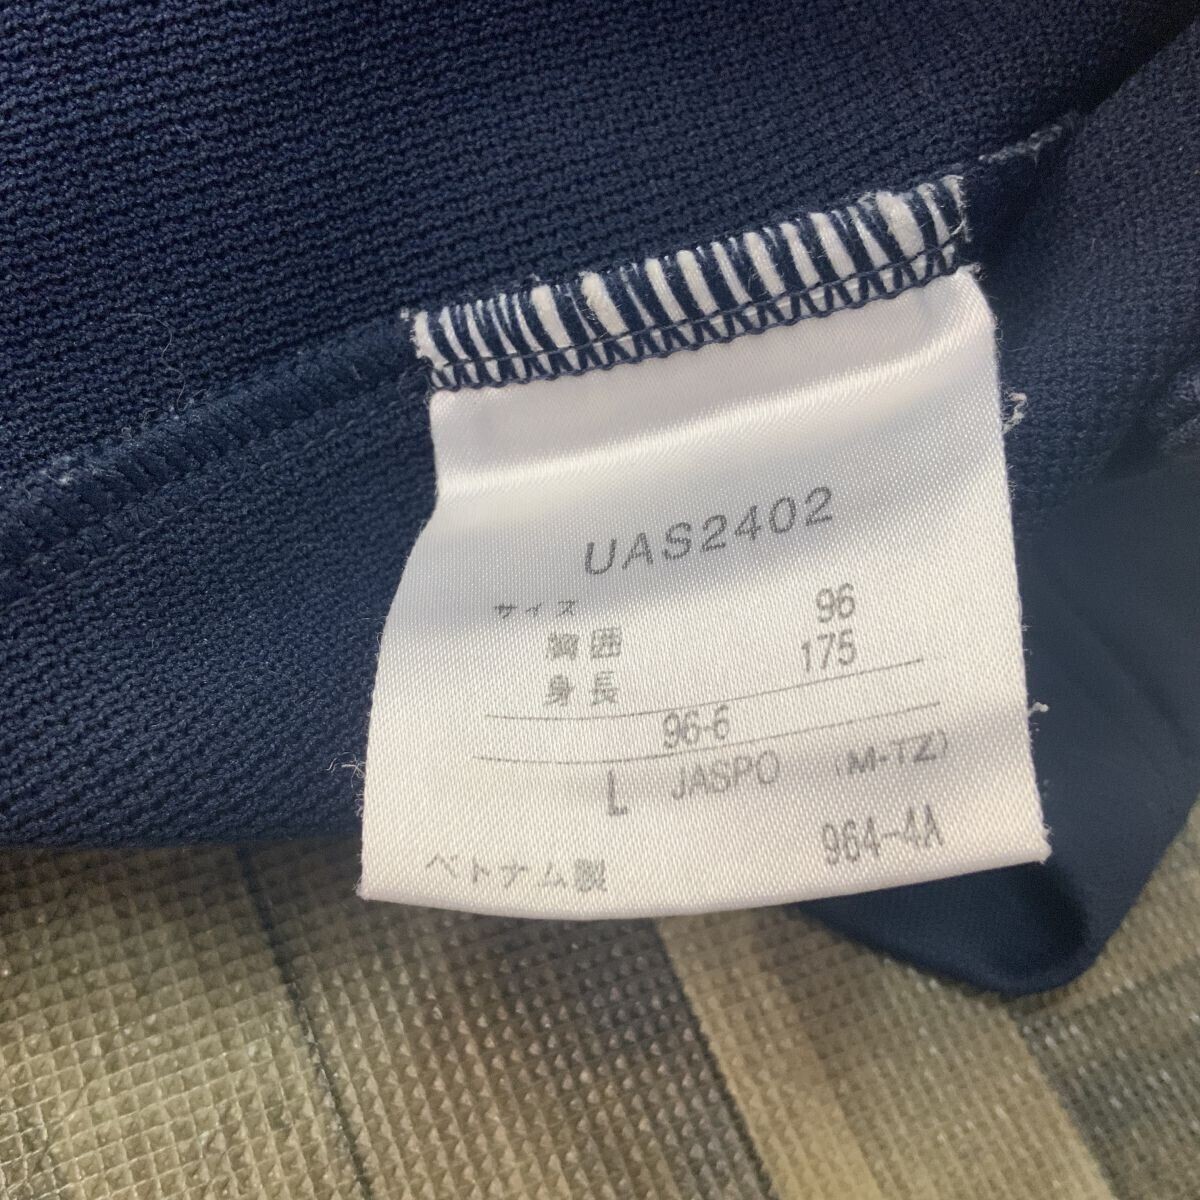 UAS2402
サイズ
胸囲 96
身長 175
96-6
L JASPO (M-TZ)
964-4A
ベトナム製